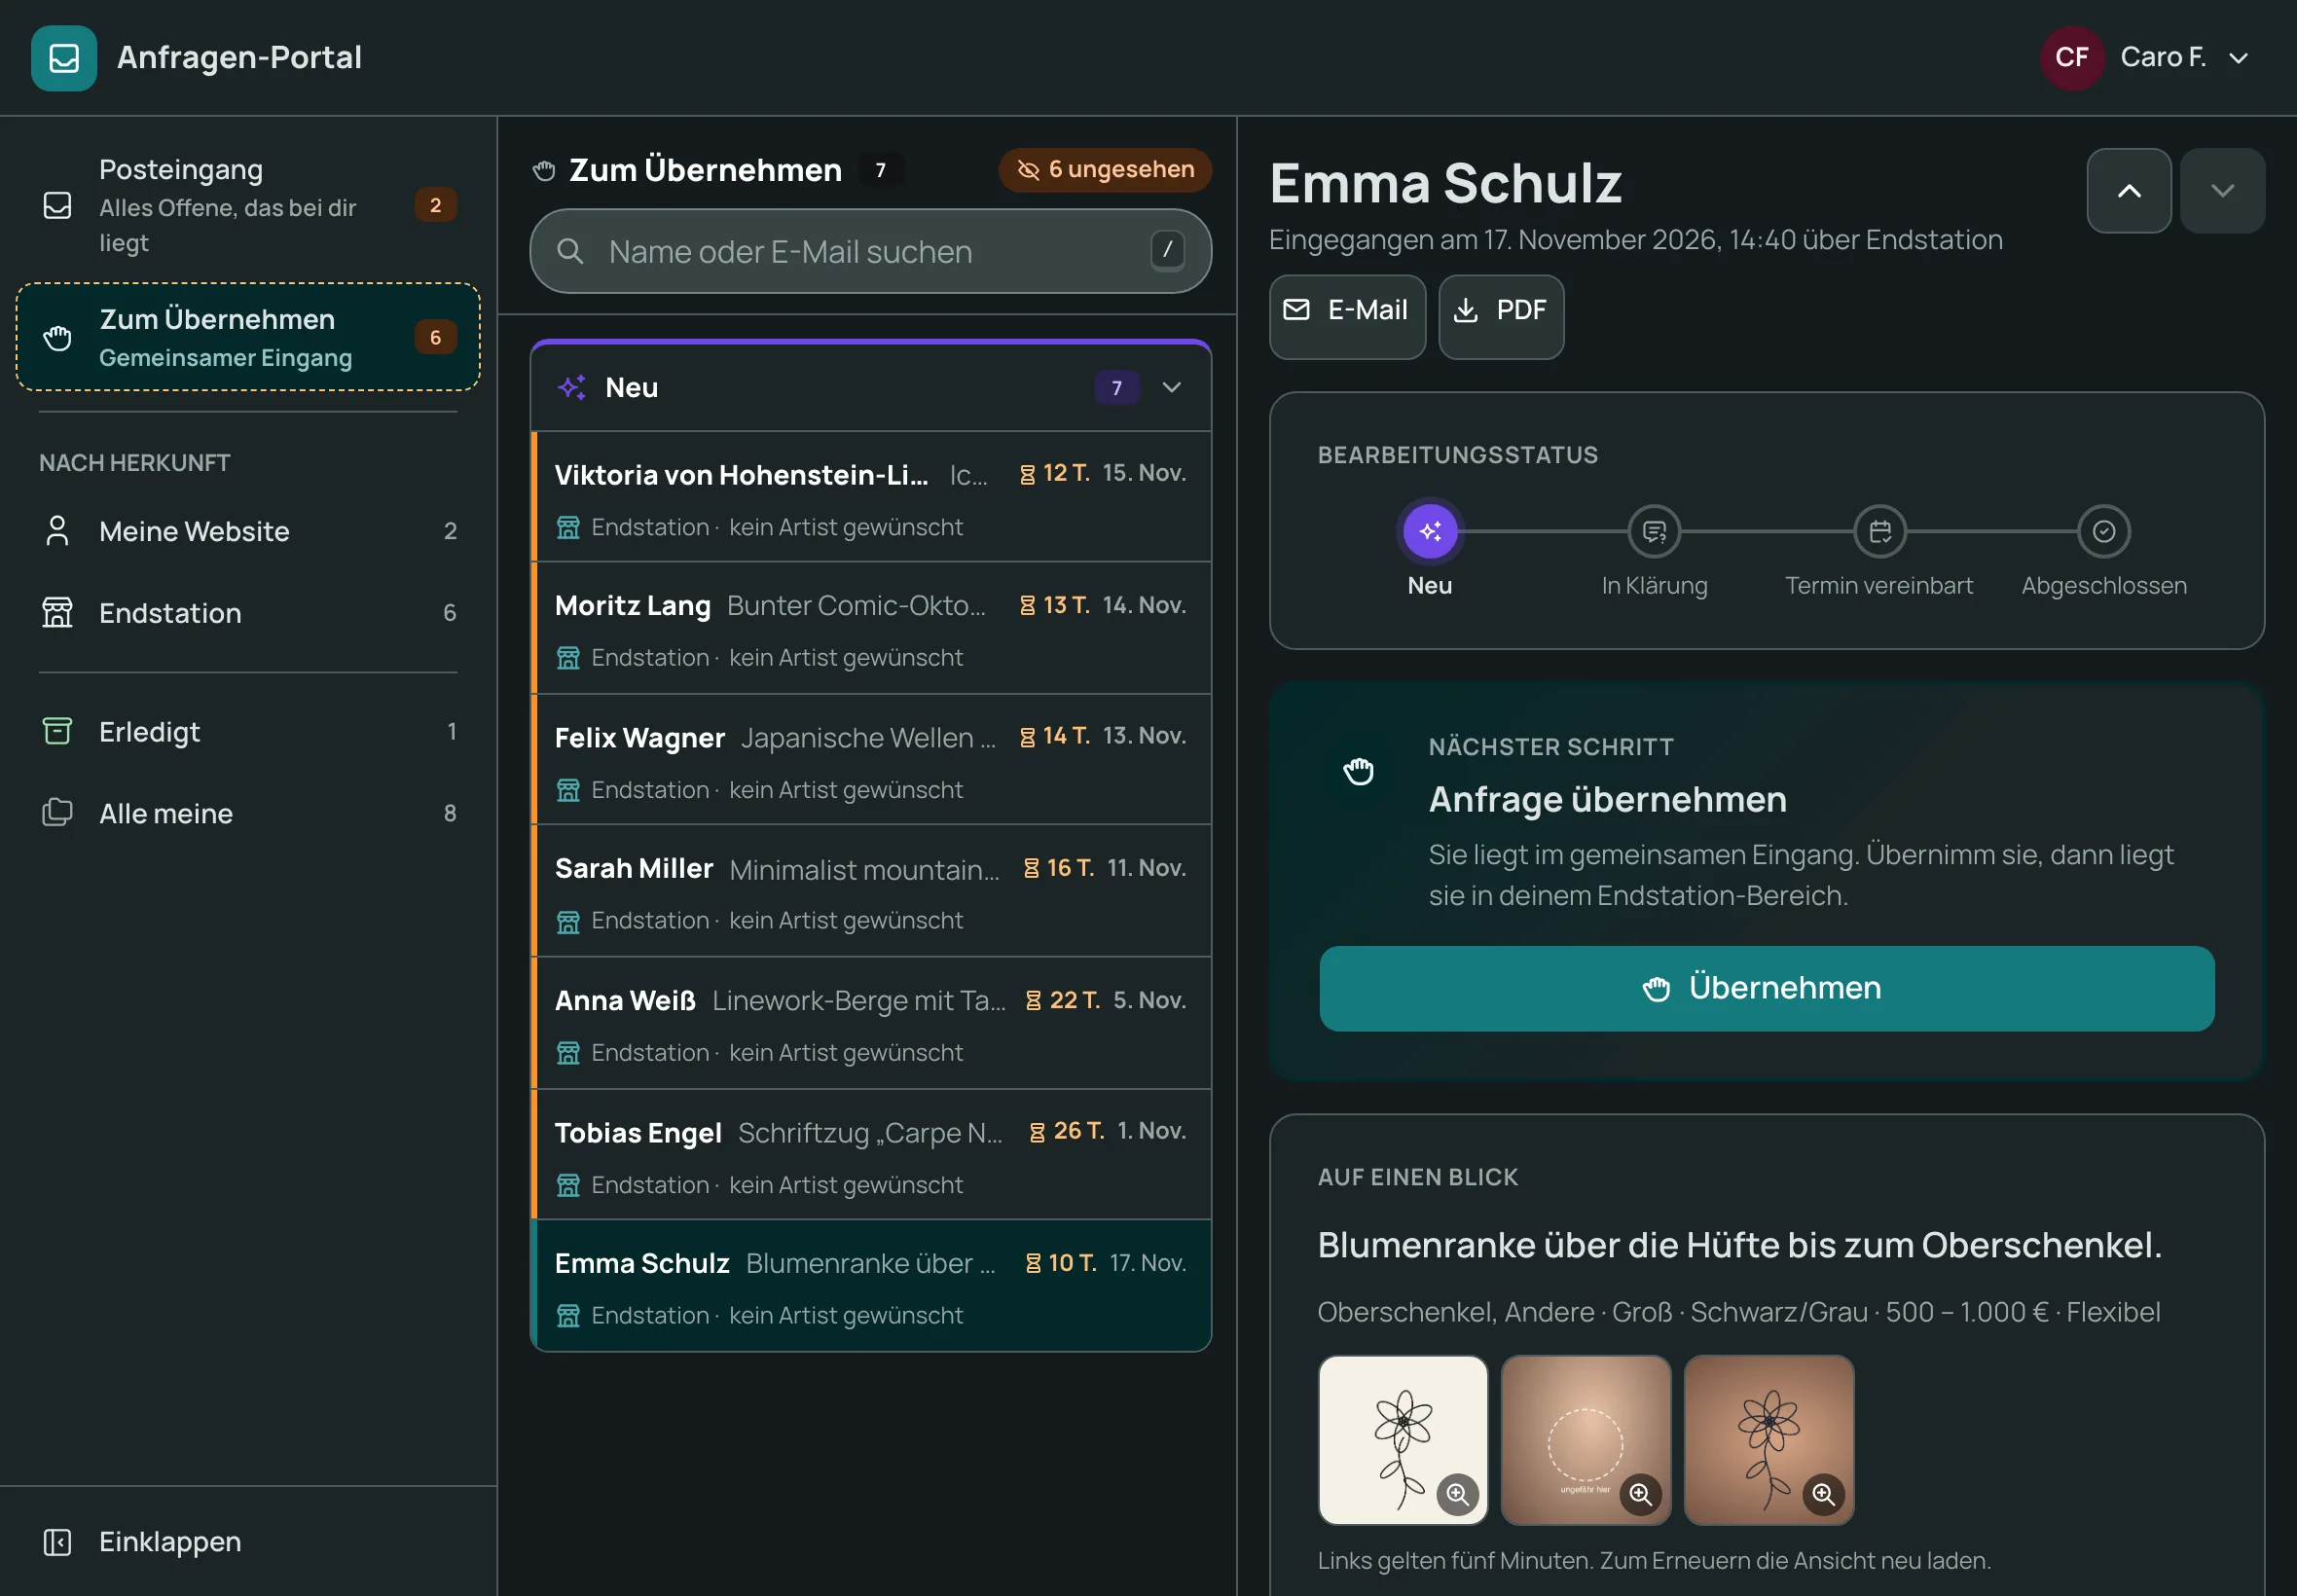 Anfragen-Portal
CF Caro F.
Posteingang
Alles Offene, das bei dir
liegt
2
Zum Übernehmen
Gemeinsamer Eingang
6
NACH HERKUNFT
Meine Website 2
Endstation 6
Erledigt 1
Alle meine 8
Einklappen
Zum Übernehmen 7 6 ungesehen
Name oder E-Mail suchen /
Neu 7
Viktoria von Hohenstein-Li… Ic… 12 T. 15. Nov.
Endstation · kein Artist gewünscht
Moritz Lang Bunter Comic-Okto… 13 T. 14. Nov.
Endstation · kein Artist gewünscht
Felix Wagner Japanische Wellen … 14 T. 13. Nov.
Endstation · kein Artist gewünscht
Sarah Miller Minimalist mountain… 16 T. 11. Nov.
Endstation · kein Artist gewünscht
Anna Weiß Linework-Berge mit Ta… 22 T. 5. Nov.
Endstation · kein Artist gewünscht
Tobias Engel Schriftzug „Carpe N… 26 T. 1. Nov.
Endstation · kein Artist gewünscht
Emma Schulz Blumenranke über … 10 T. 17. Nov.
Endstation · kein Artist gewünscht
Emma Schulz
Eingegangen am 17. November 2026, 14:40 über Endstation
E-Mail PDF
BEARBEITUNGSSTATUS
Neu In Klärung Termin vereinbart Abgeschlossen
NÄCHSTER SCHRITT
Anfrage übernehmen
Sie liegt im gemeinsamen Eingang. Übernimm sie, dann liegt
sie in deinem Endstation-Bereich.
Übernehmen
AUF EINEN BLICK
Blumenranke über die Hüfte bis zum Oberschenkel.
Oberschenkel, Andere · Groß · Schwarz/Grau · 500 – 1.000 € · Flexibel
ungefähr hier
Links gelten fünf Minuten. Zum Erneuern die Ansicht neu laden.